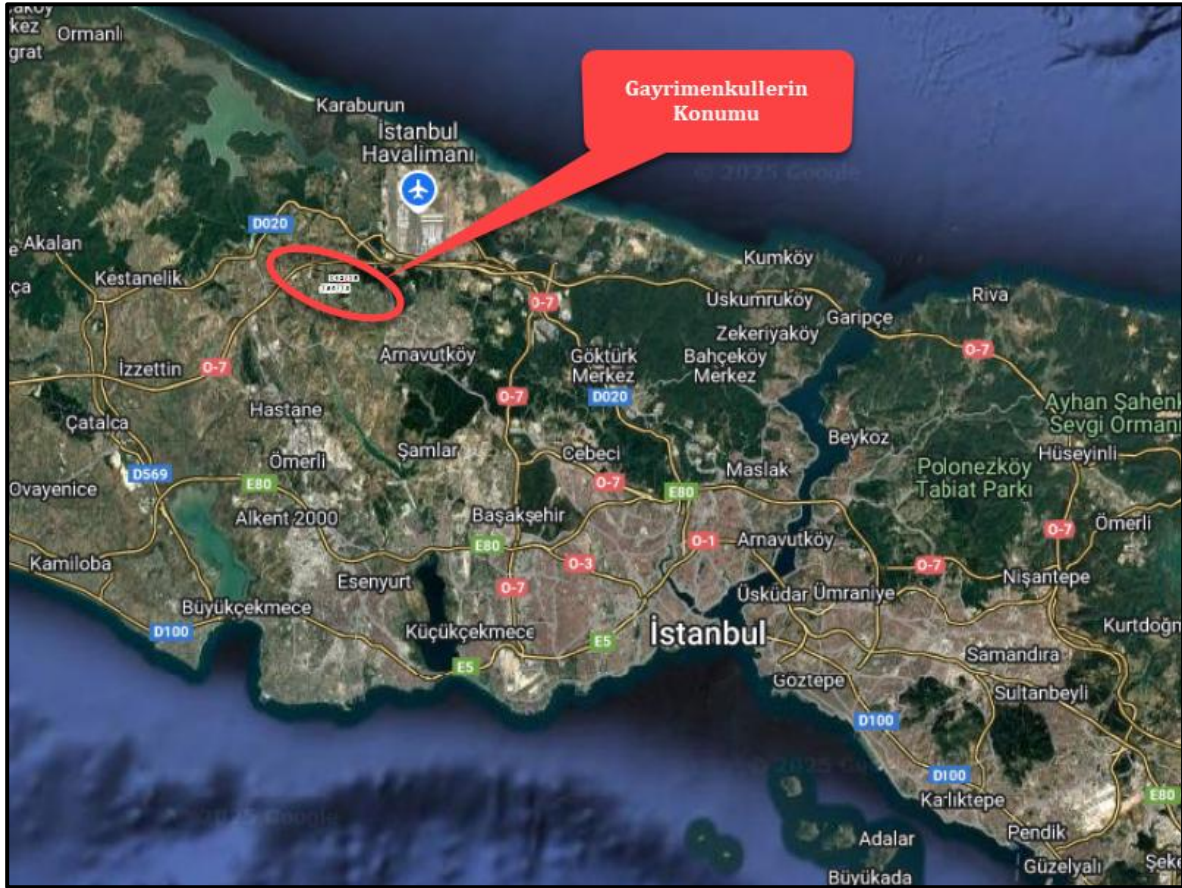 kez
Ormanlı
grat
Gayrimenkullerin
Konumu
Karaburun
İstanbul
Havalimanı
© 2025 Google
D020
Akalan
Kestanelik
ça
Kumköy
Riva
O-7
Uskumruköy
Garipçe
Zekeriyaköy
O-7
İzzettin
O-7
Arnavutköy
Göktürk
Merkez
Bahçeköy
Merkez
O-7
D020
Hastane
Ayhan Şahenk
Sevgi Ormanı
Çatalca
Şamlar
Cebeci
Beykoz
Hüseyinli
Ömerli
D569
E80
O-7
Maslak
Polonezköy
Tabiat Parkı
Ovayenice
E80
Alkent 2000
Başakşehir
O-7
Ömerli
E80
O-1
Arnavutköy
Kamiloba
Esenyurt
O-3
O-7
O-7
Nişantepe
Büyükçekmece
Üsküdar
Ümraniye
D100
Küçükçekmece
İstanbul
Kurtdoğm
E5
E5
Samandıra
Göztepe
Sultanbeyli
D100
D100
Karlıktepe
E80
Adalar
Pendik
Büyükada
Güzelyalı
Şeke